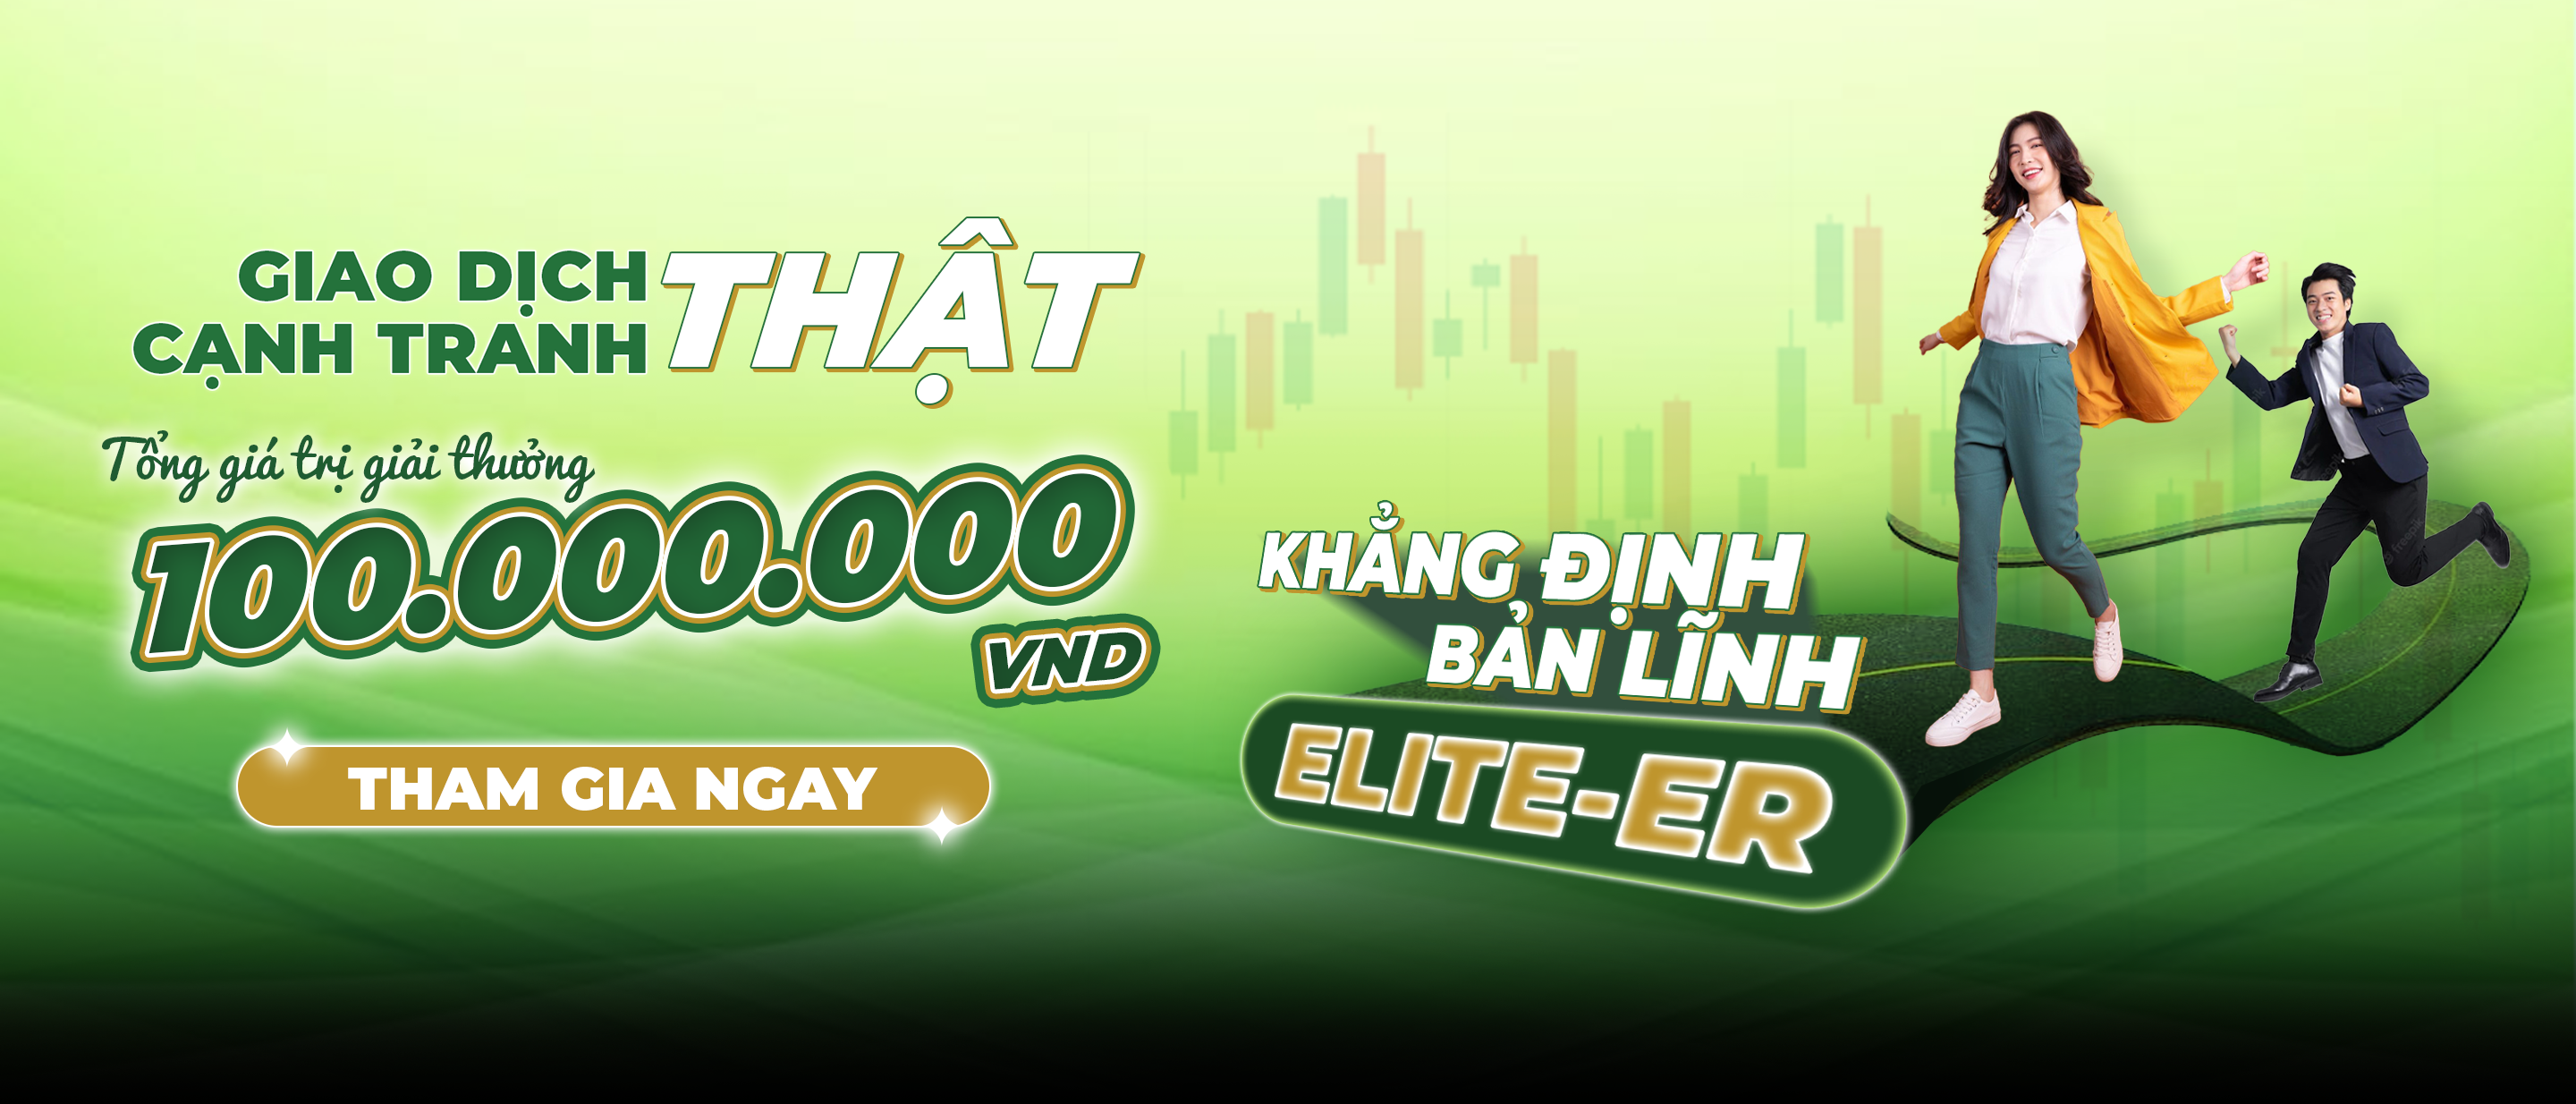 GIAO DỊCH
CẠNH TRANH
THẬT
Tổng giá trị giải thưởng
100.000.000
VND
THAM GIA NGAY
KHẲNG ĐỊNH
BẢN LĨNH
ELITE-ER